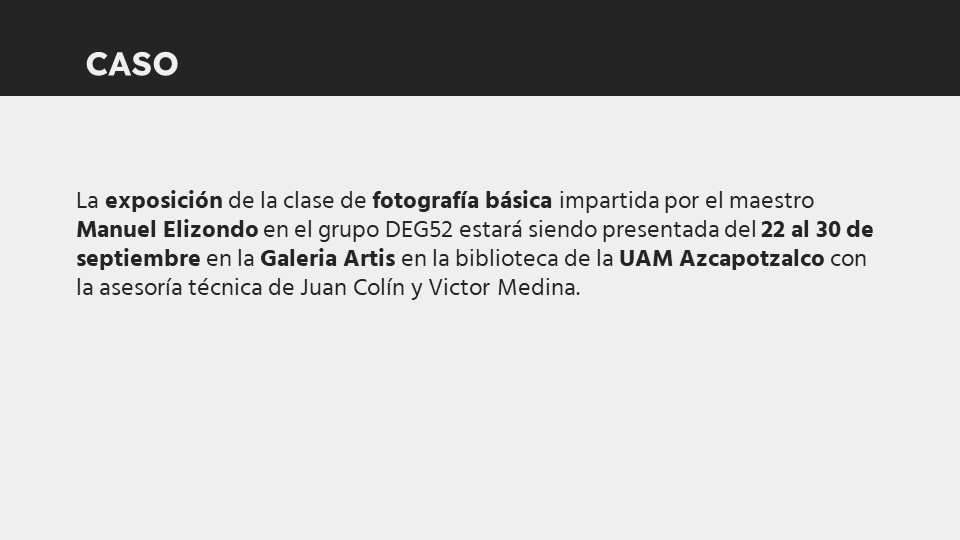 CASO
La exposición de la clase de fotografía básica impartida por el maestro
Manuel Elizondo en el grupo DEG52 estará siendo presentada del 22 al 30 de
septiembre en la Galeria Artis en la biblioteca de la UAM Azcapotzalco con
la asesoría técnica de Juan Colín y Victor Medina.